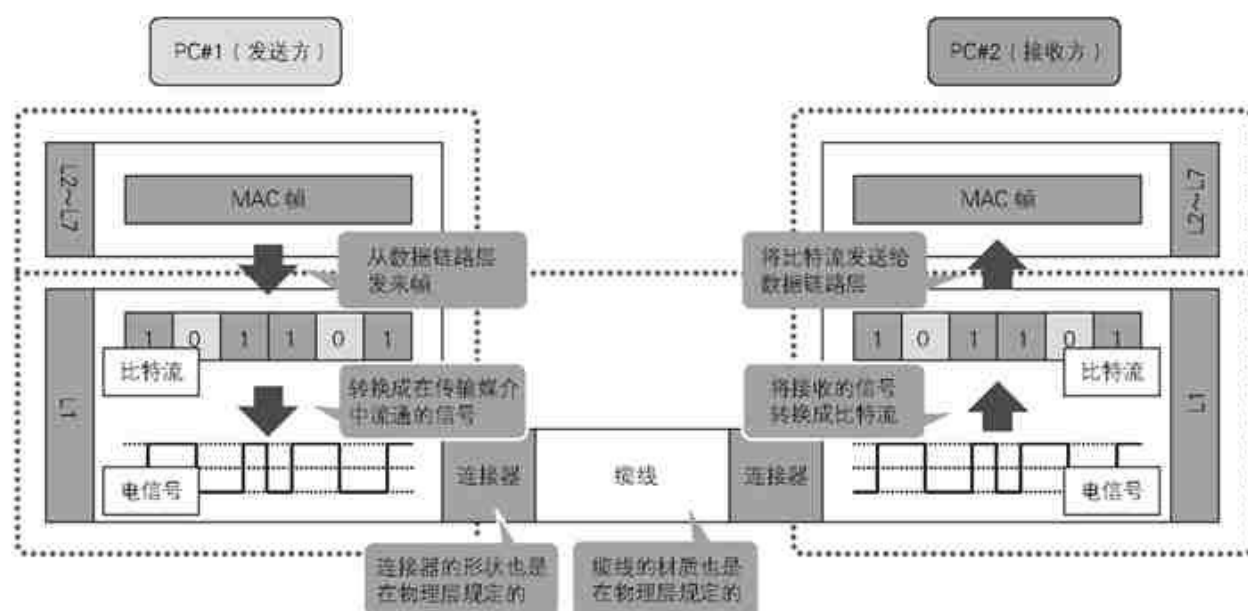 PC#1(发送方)
PC#2(接收方)
L2~L7
MAC 帧
MAC 帧
L2~L7
从数据链路层
发来帧
将比特流发送给
数据链路层
L1
1 0 1 1 0 1
比特流
转换成在传输媒介
中流通的信号
电信号
1 0 1 1 0 1
比特流
将接收的信号
转换成比特流
电信号
L1
连接器
缆线
连接器
连接器的形状也是
在物理层规定的
缆线的材质也是
在物理层规定的